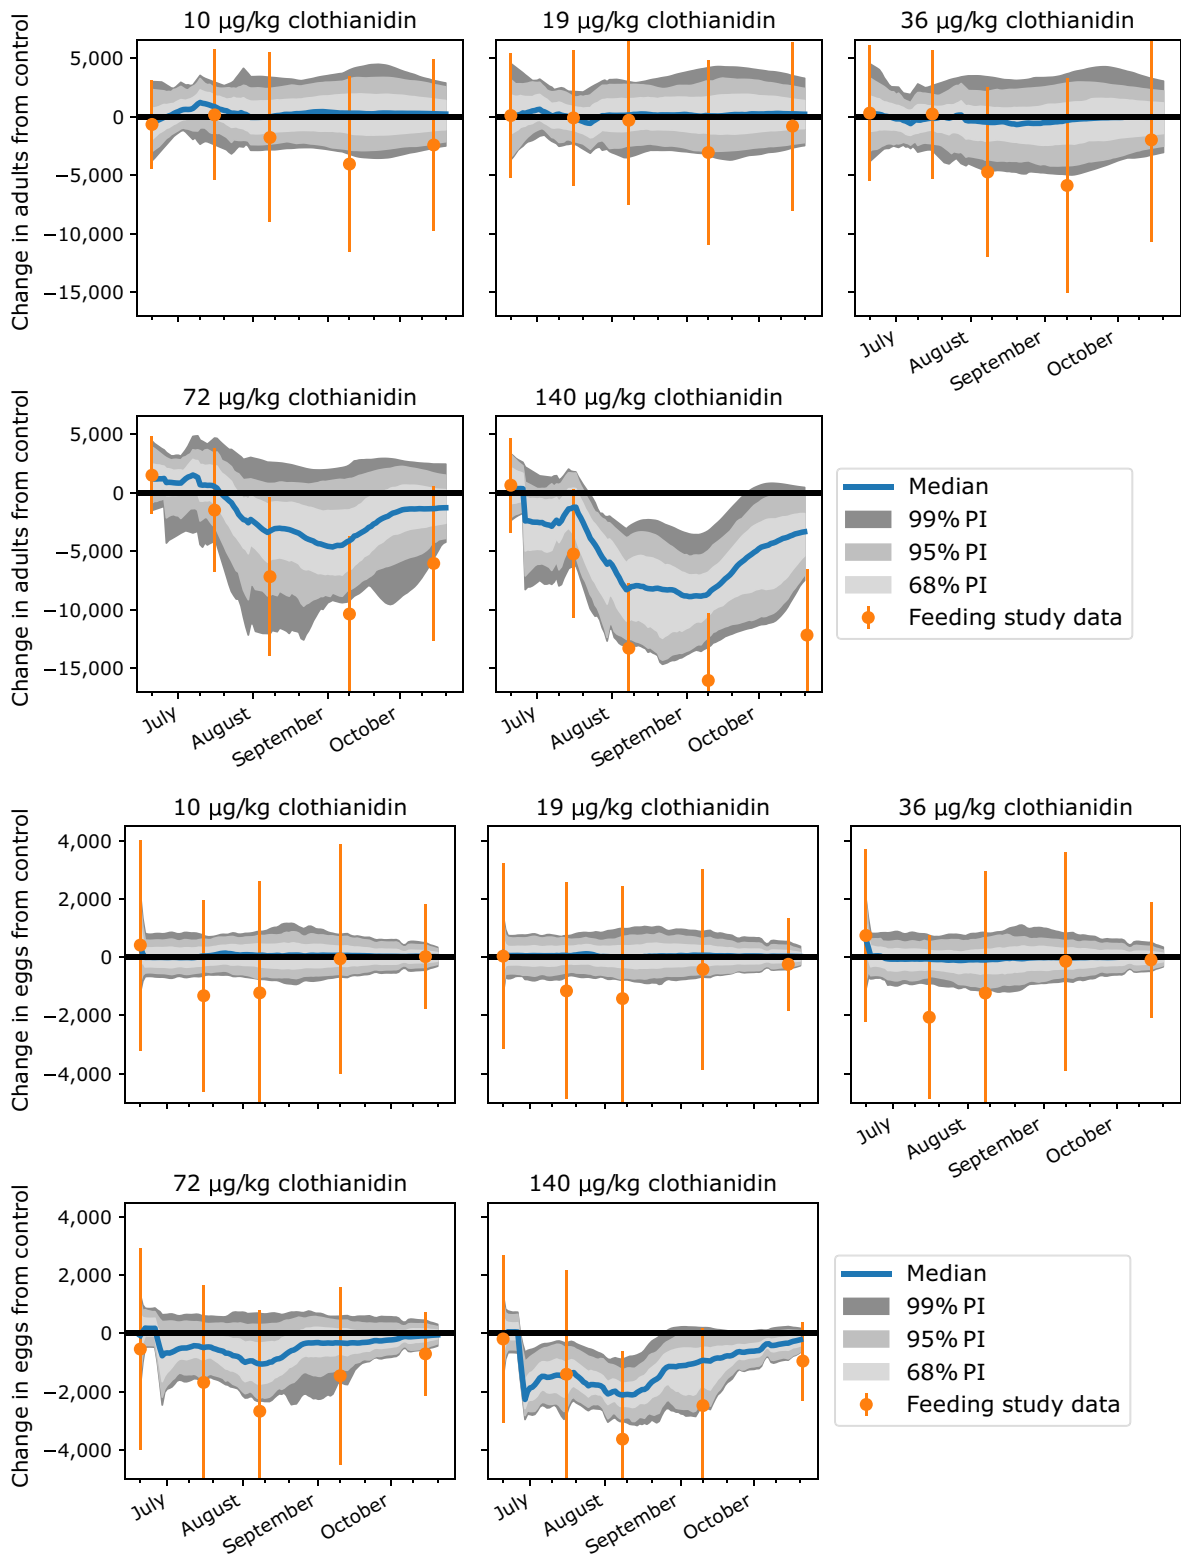 10 µg/kg clothianidin
19 µg/kg clothianidin
36 µg/kg clothianidin
Change in adults from control
5,000
0
−5,000
−10,000
−15,000
July
August
September
October
72 µg/kg clothianidin
140 µg/kg clothianidin
Change in adults from control
5,000
0
−5,000
−10,000
−15,000
July
August
September
October
July
August
September
October
Median
99% PI
95% PI
68% PI
Feeding study data
10 µg/kg clothianidin
19 µg/kg clothianidin
36 µg/kg clothianidin
Change in eggs from control
4,000
2,000
0
−2,000
−4,000
July
August
September
October
72 µg/kg clothianidin
140 µg/kg clothianidin
Change in eggs from control
4,000
2,000
0
−2,000
−4,000
July
August
September
October
July
August
September
October
Median
99% PI
95% PI
68% PI
Feeding study data